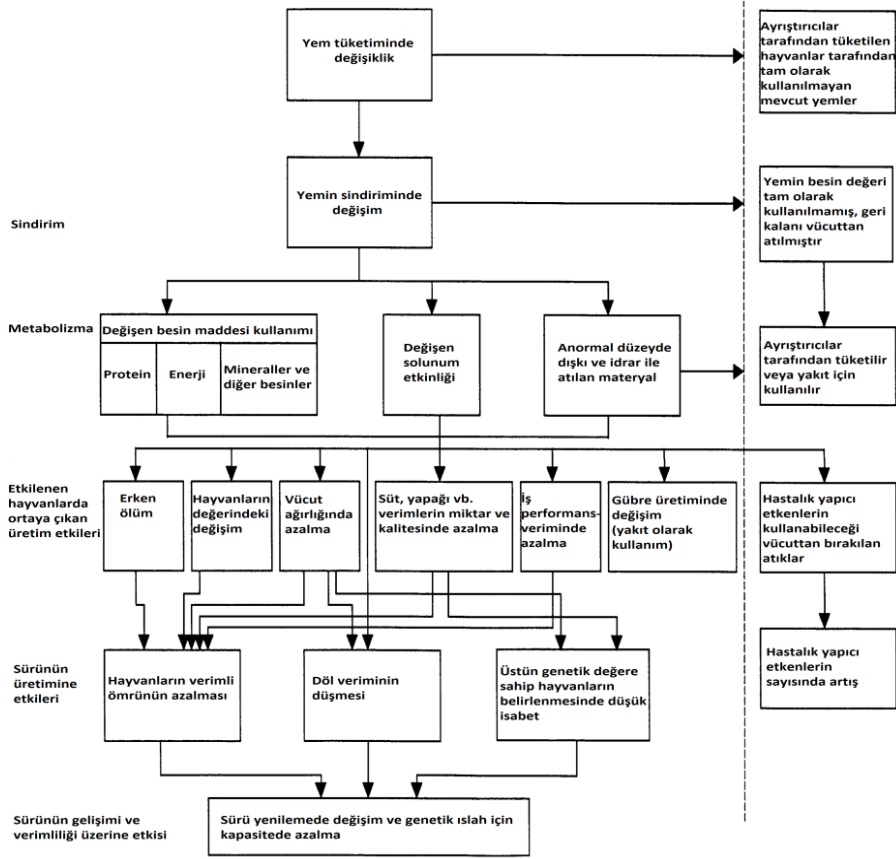 Yem tüketiminde
değişiklik
Ayrıştırıcılar
tarafından tüketilen
hayvanlar tarafından
tam olarak
kullanılmayan
mevcut yemler
Sindirim
Yemin sindiriminde
değişim
Yemin besin değeri
tam olarak
kullanılmamış, geri
kalanı vücuttan
atılmıştır
Metabolizma
Değişen besin maddesi kullanımı
Protein
Enerji
Mineraller ve
diğer besinler
Değişen
solunum
etkinliği
Anormal düzeyde
dışkı ve idrar ile
atılan materyal
Ayrıştırıcılar
tarafından tüketilir
veya yakıt için
kullanılır
Etkilenen
hayvanlarda
ortaya çıkan
üretim etkileri
Erken
ölüm
Hayvanların
değerindeki
değişim
Vücut
ağırlığında
azalma
Süt, yapağı vb.
verimlerin miktar ve
kalitesinde azalma
İş
performans-
veriminde
azalma
Gübre üretiminde
değişim
(yakıt olarak
kullanım)
Hastalık yapıcı
etkenlerin
kullanabileceği
vücuttan bırakılan
atıklar
Sürünün
üretimine
etkileri
Hayvanların verimli
ömrünün azalması
Döl veriminin
düşmesi
Üstün genetik değere
sahip hayvanların
belirlenmesinde düşük
isabet
Hastalık yapıcı
etkenlerin
sayısında artış
Sürünün gelişimi ve
verimliliği üzerine etkisi
Sürü yenilemede değişim ve genetik ıslah için
kapasitede azalma